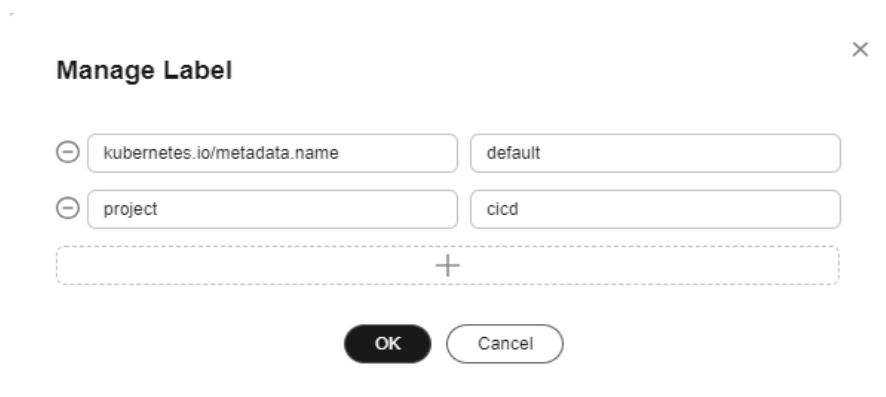 Manage Label
kubernetes.io/metadata.name default
project cicd
OK Cancel